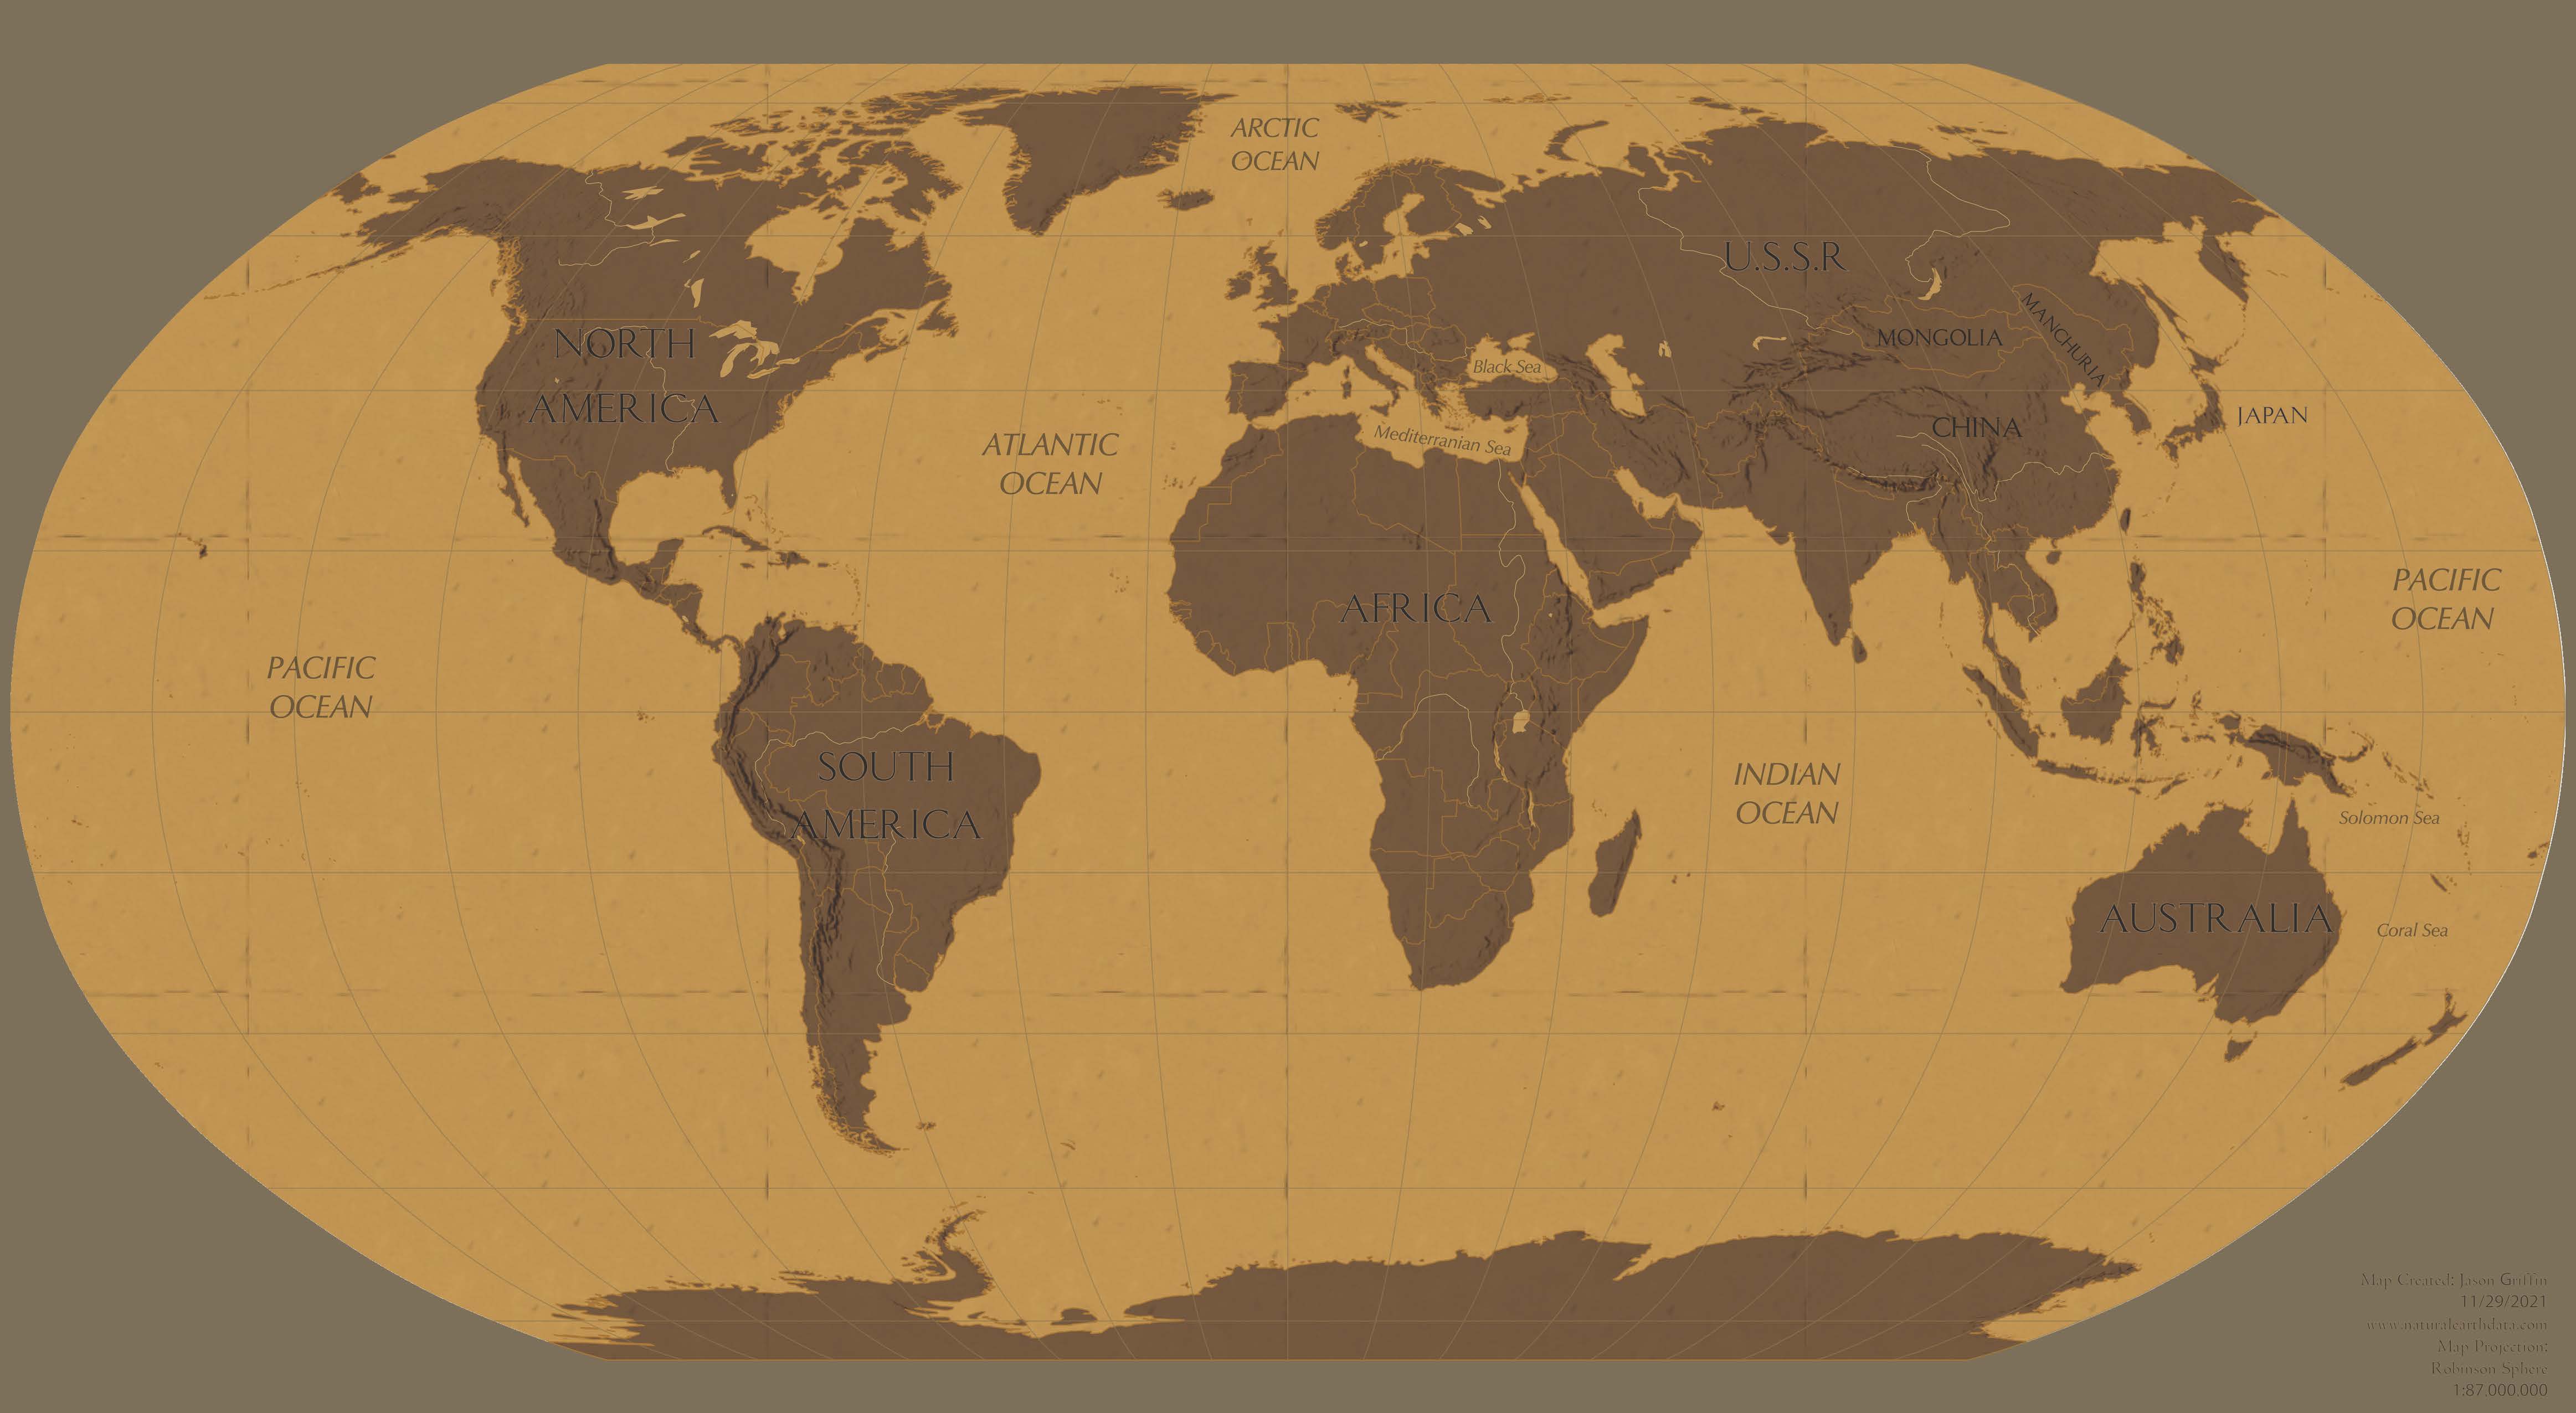 ARCTIC
OCEAN
U.S.S.R
MONGOLIA
MANCHURIA
NORTH
AMERICA
Black Sea
CHINA
JAPAN
ATLANTIC
OCEAN
Mediterranian Sea
AFRICA
PACIFIC
OCEAN
PACIFIC
OCEAN
SOUTH
AMERICA
INDIAN
OCEAN
Solomon Sea
AUSTRALIA
Coral Sea
Map Created: Jason Griffin
11/29/2021
www.naturalearthdata.com
Map Projection:
Robinson Sphere
1:87,000,000